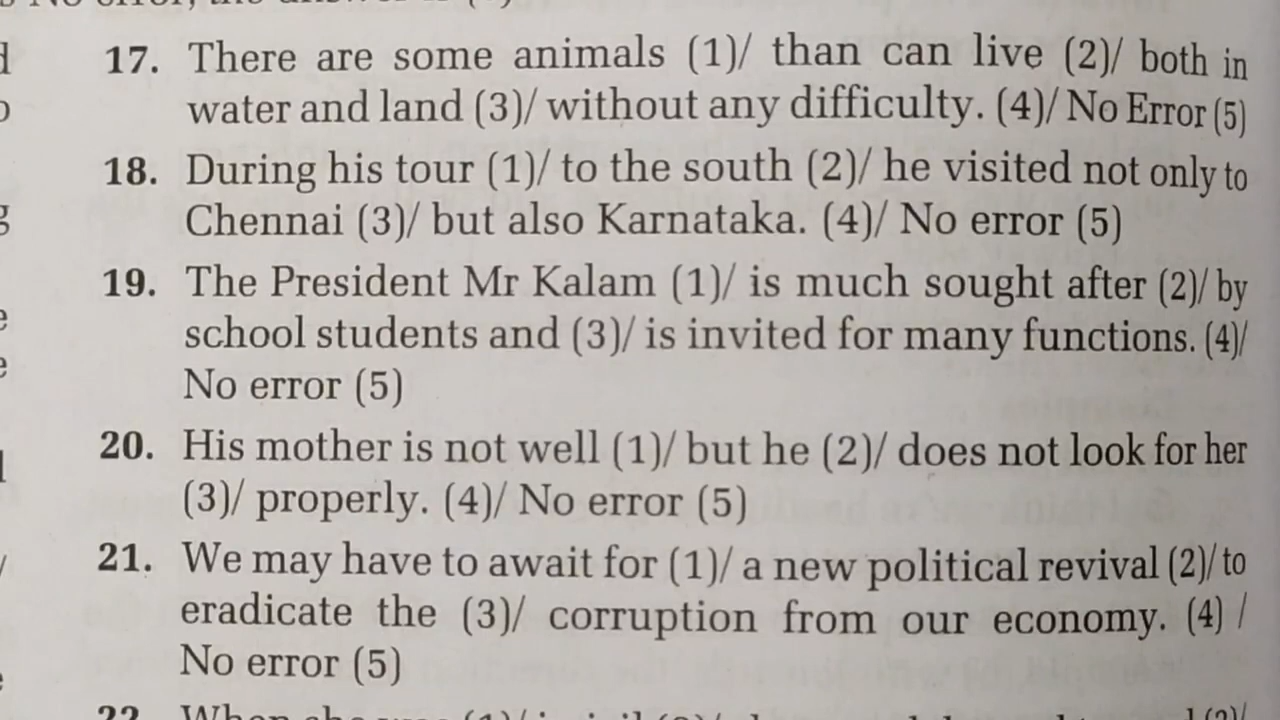 17. There are some animals (1)/ than can live (2)/ both in
water and land (3)/ without any difficulty. (4)/ No Error (5)
18. During his tour (1)/ to the south (2)/ he visited not only to
Chennai (3)/ but also Karnataka. (4)/ No error (5)
19. The President Mr Kalam (1)/ is much sought after (2)/ by
school students and (3)/ is invited for many functions. (4)/
No error (5)
20. His mother is not well (1)/ but he (2)/ does not look for her
(3)/ properly. (4)/ No error (5)
21. We may have to await for (1)/ a new political revival (2)/ to
eradicate the (3)/ corruption from our economy. (4) /
No error (5)
22. When she was (1)/